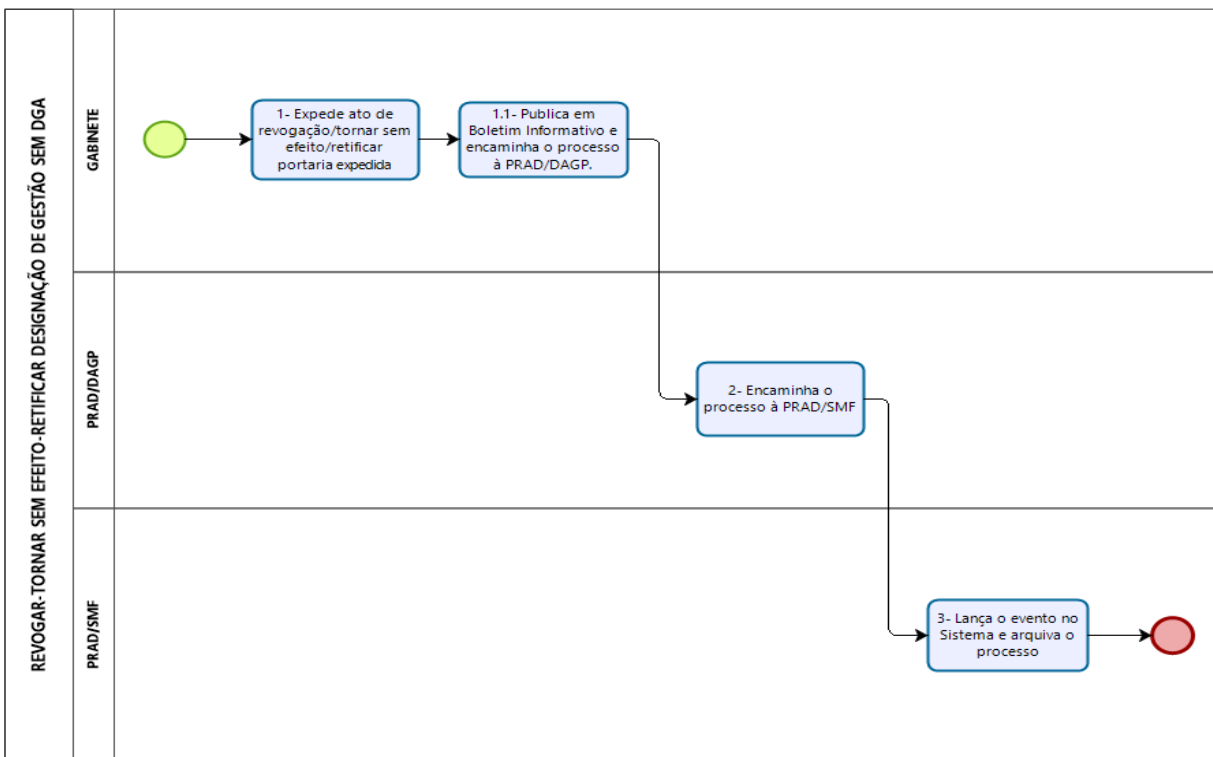 REVOGAR-TORNAR SEM EFEITO-RETIFICAR DESIGNAÇÃO DE GESTÃO SEM DGA
GABINETE
1- Expede ato de
revogação/tornar sem
efeito/retificar
portaria expedida
1.1- Publica em
Boletim Informativo e
encaminha o processo
à PRAD/DAGP.
PRAD/DAGP
2- Encaminha o
processo à PRAD/SMF
PRAD/SMF
3- Lança o evento no
Sistema e arquiva o
processo